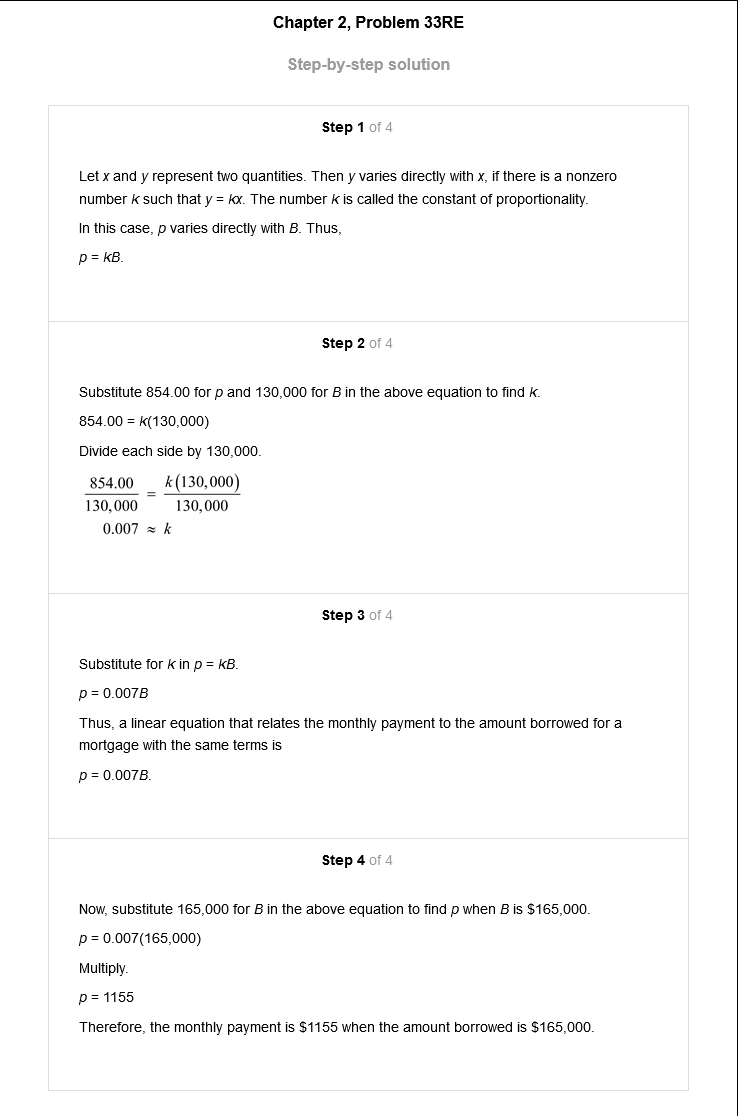 Chapter 2, Problem 33RE
Step-by-step solution
Step 1 of 4
Let x and y represent two quantities. Then y varies directly with x, if there is a nonzero
number k such that y = kx. The number k is called the constant of proportionality.
In this case, p varies directly with B. Thus,
p = kB.
Step 2 of 4
Substitute 854.00 for p and 130,000 for B in the above equation to find k.
854.00 = k(130,000)
Divide each side by 130,000.
854.00 / 130,000 = k(130,000) / 130,000
0.007 ≈ k
Step 3 of 4
Substitute for k in p = kB.
p = 0.007B
Thus, a linear equation that relates the monthly payment to the amount borrowed for a
mortgage with the same terms is
p = 0.007B.
Step 4 of 4
Now, substitute 165,000 for B in the above equation to find p when B is $165,000.
p = 0.007(165,000)
Multiply.
p = 1155
Therefore, the monthly payment is $1155 when the amount borrowed is $165,000.